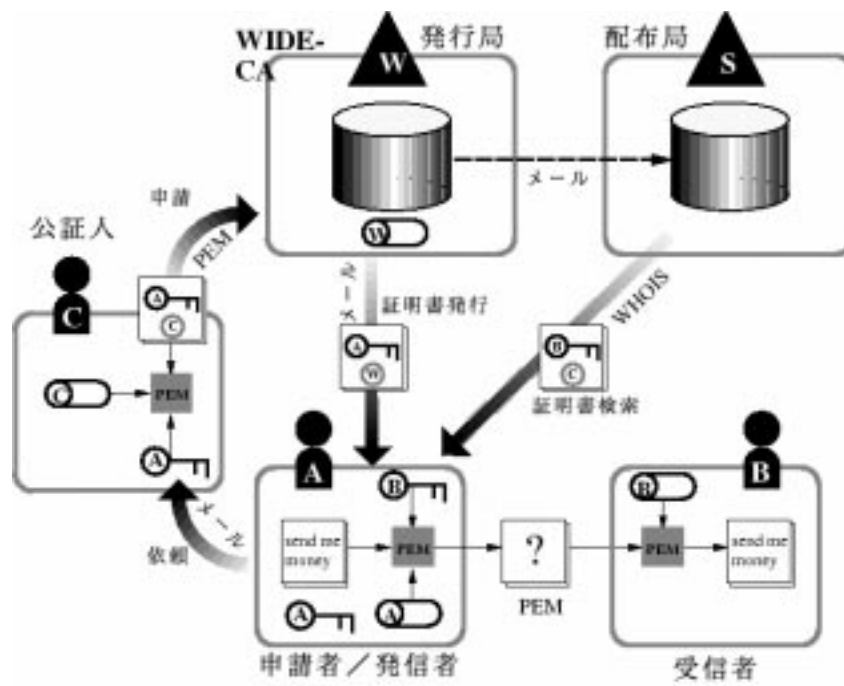 WIDE-
CA
W
発行局
配布局
S
メール
W
申請
PEM
公証人
C
A
C
C
PEM
A
メール
証明書発行
A
W
WHOIS
B
C
証明書検索
メール
依頼
A
B
send me
money
PEM
A
A
申請者／発信者
?
PEM
B
B
PEM
send me
money
受信者